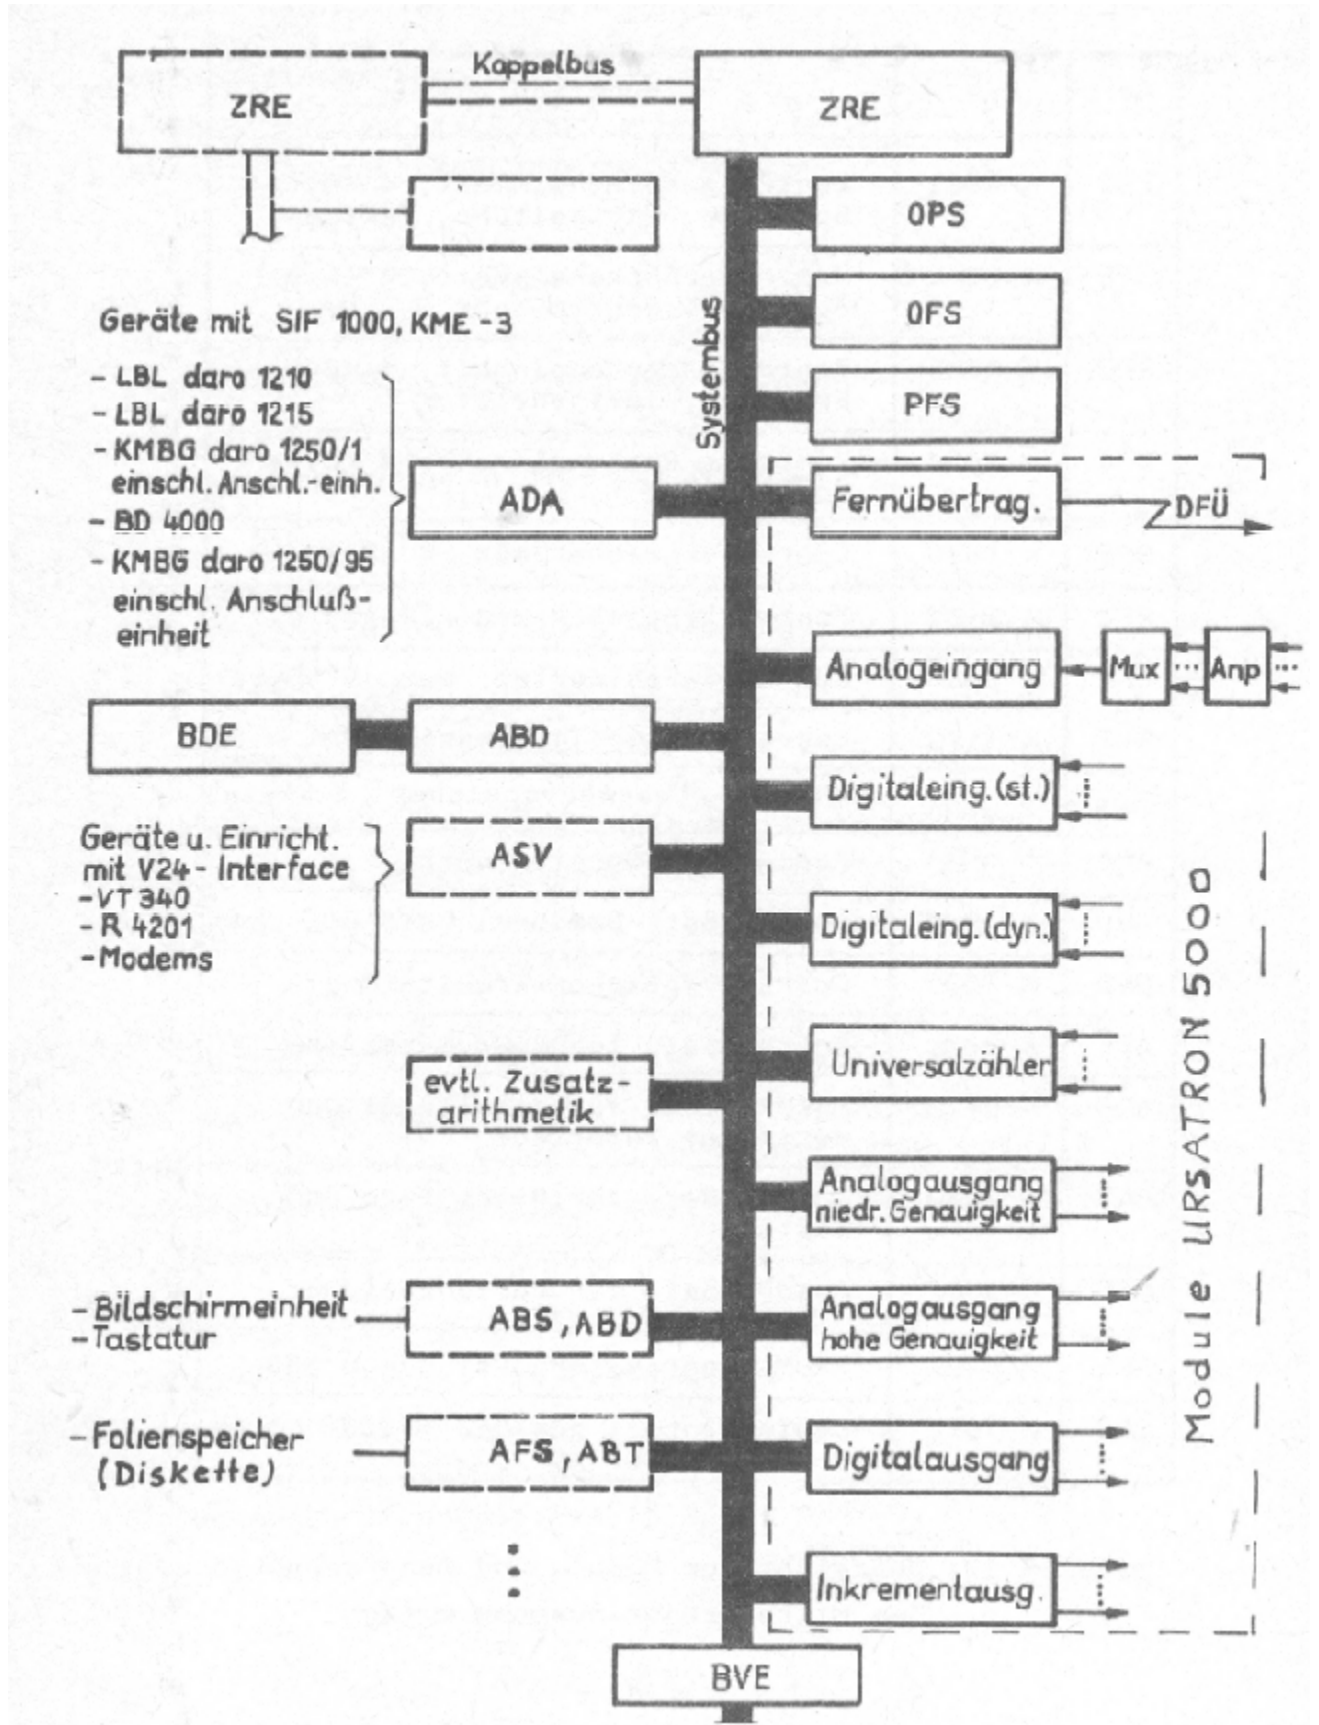 Koppelbus
ZRE
ZRE
OPS
OFS
PFS
Systembus
Geräte mit SIF 1000, KME-3
- LBL daro 1210
- LBL daro 1215
- KMBG daro 1250/1
einschl. Anschl.-einh.
- BD 4000
- KMBG daro 1250/95
einschl. Anschluß-
einheit
ADA
Fernübertrag.
DFÜ
Analogeingang
Mux
Anp
BDE
ABD
Digitaleing.(st.)
Geräte u. Einricht.
mit V24 - Interface
- VT 340
- R 4201
- Modems
ASV
Digitaleing.(dyn.)
Module URSATRON 5000
Universalzähler
evtl. Zusatz-
arithmetik
Analogausgang
niedr. Genauigkeit
- Bildschirmeinheit
- Tastatur
ABS, ABD
Analogausgang
hohe Genauigkeit
- Folienspeicher
(Diskette)
AFS, ABT
Digitalausgang
Inkrementausg.
BVE